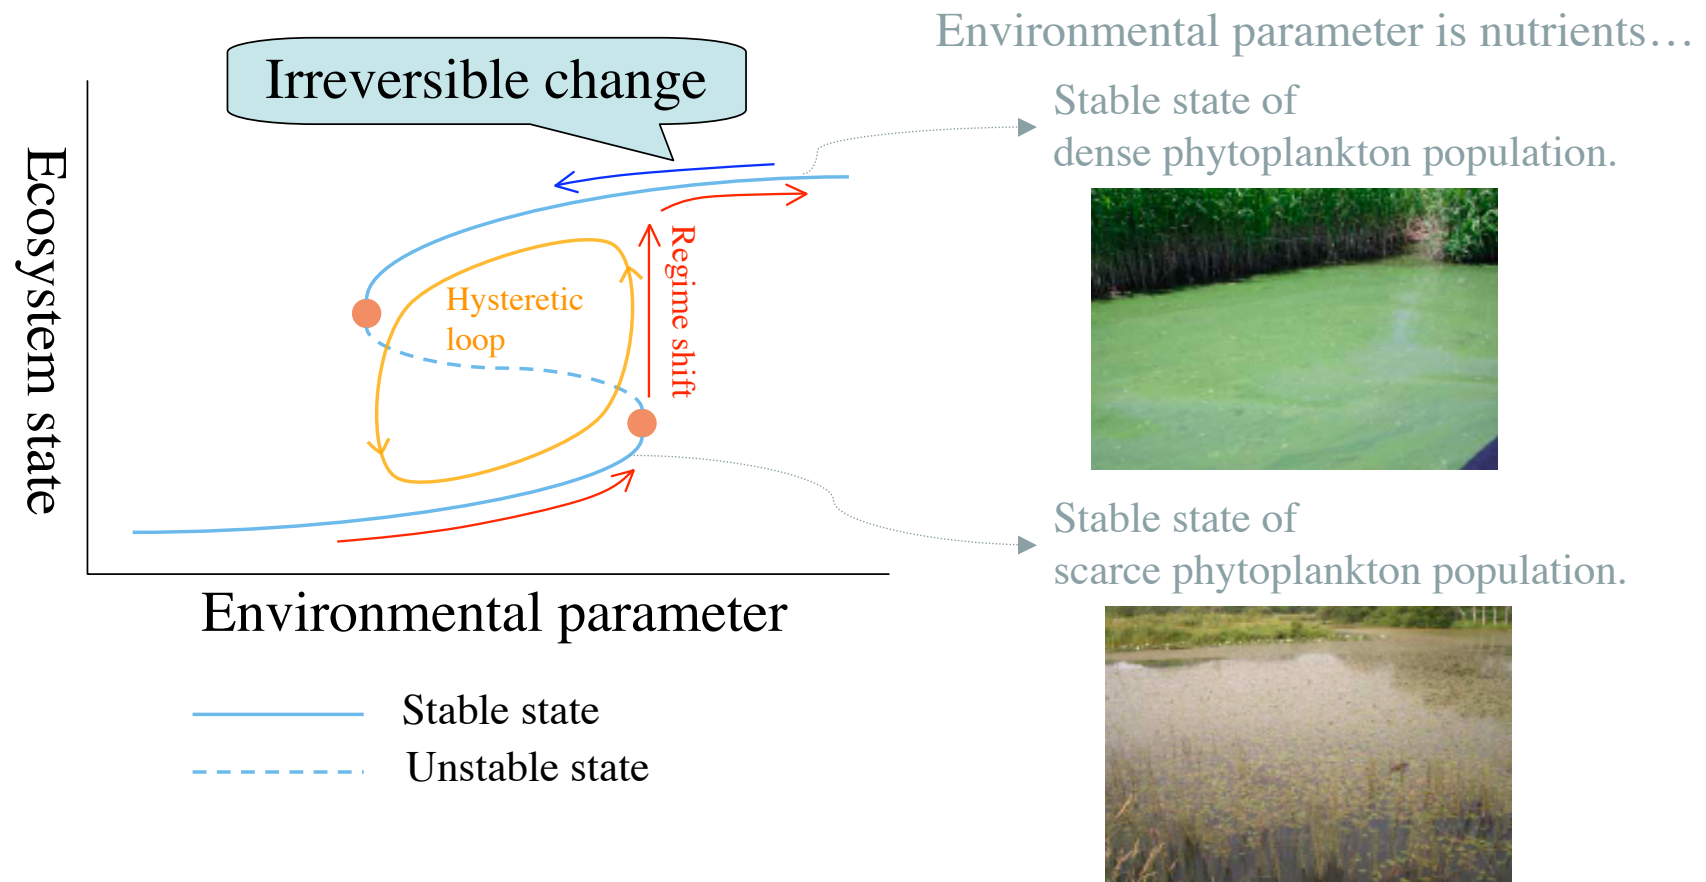 Environmental parameter is nutrients…
Irreversible change
Stable state of
dense phytoplankton population.
Ecosystem state
Hysteretic
loop
Regime shift
Stable state of
scarce phytoplankton population.
Environmental parameter
Stable state
Unstable state